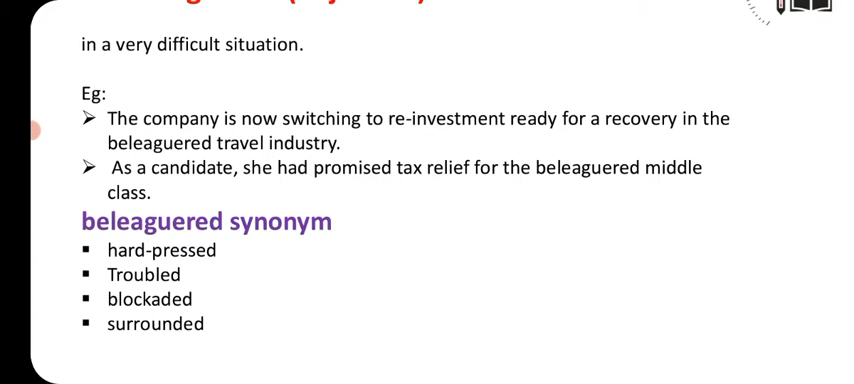 in a very difficult situation.
Eg:
➢ The company is now switching to re-investment ready for a recovery in the
beleaguered travel industry.
➢ As a candidate, she had promised tax relief for the beleaguered middle
class.
beleaguered synonym
▪ hard-pressed
▪ Troubled
▪ blockaded
▪ surrounded